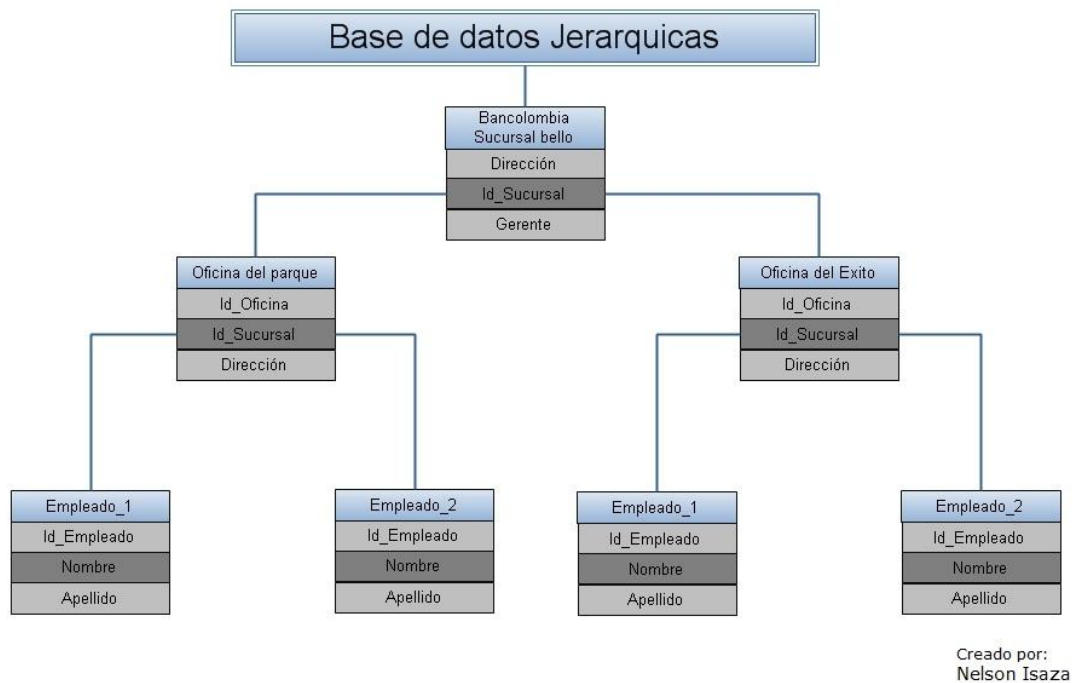 Base de datos Jerarquicas
Bancolombia
Sucursal bello
Dirección
Id_Sucursal
Gerente
Oficina del parque
Id_Oficina
Id_Sucursal
Dirección
Oficina del Exito
Id_Oficina
Id_Sucursal
Dirección
Empleado_1
Id_Empleado
Nombre
Apellido
Empleado_2
Id_Empleado
Nombre
Apellido
Empleado_1
Id_Empleado
Nombre
Apellido
Empleado_2
Id_Empleado
Nombre
Apellido
Creado por:
Nelson Isaza